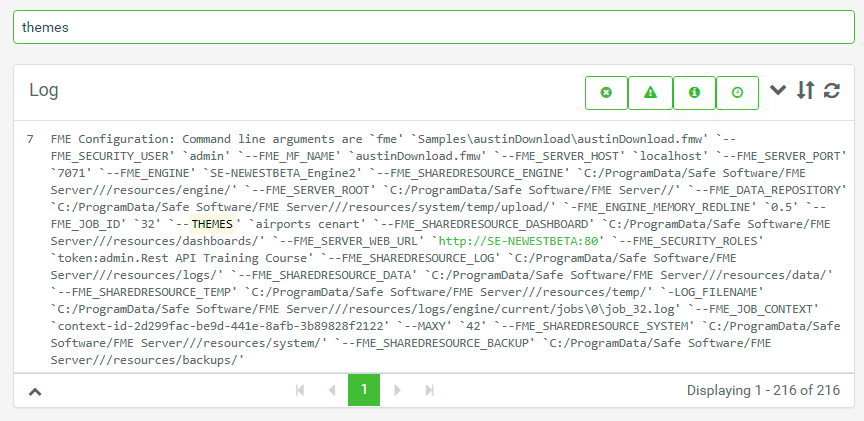 themes
Log
7 FME Configuration: Command line arguments are `fme' `Samples\austinDownload\austinDownload.fmw' `--
FME_SECURITY_USER' `admin' `--FME_MF_NAME' `austinDownload.fmw' `--FME_SERVER_HOST' `localhost' `--FME_SERVER_PORT'
`7071' `--FME_ENGINE' `SE-NEWESTBETA_Engine2' `--FME_SHAREDRESOURCE_ENGINE' `C:/ProgramData/Safe Software/FME
Server///resources/engine/' `--FME_SERVER_ROOT' `C:/ProgramData/Safe Software/FME Server//' `--FME_DATA_REPOSITORY'
`C:/ProgramData/Safe Software/FME Server///resources/system/temp/upload/' `-FME_ENGINE_MEMORY_REDLINE' `0.5' `--
FME_JOB_ID' `32' `--THEMES' `airports cenart' `--FME_SHAREDRESOURCE_DASHBOARD' `C:/ProgramData/Safe Software/FME
Server///resources/dashboards/' `--FME_SERVER_WEB_URL' `http://SE-NEWESTBETA:80' `--FME_SECURITY_ROLES'
`token:admin.Rest API Training Course' `--FME_SHAREDRESOURCE_LOG' `C:/ProgramData/Safe Software/FME
Server///resources/logs/' `--FME_SHAREDRESOURCE_DATA' `C:/ProgramData/Safe Software/FME Server///resources/data/'
`--FME_SHAREDRESOURCE_TEMP' `C:/ProgramData/Safe Software/FME Server///resources/temp/' `-LOG_FILENAME'
`C:/ProgramData/Safe Software/FME Server///resources/logs/engine/current/jobs\0\job_32.log' `--FME_JOB_CONTEXT'
`context-id-2d299fac-be9d-441e-8afb-3b89828f2122' `--MAXY' `42' `--FME_SHAREDRESOURCE_SYSTEM' `C:/ProgramData/Safe
Software/FME Server///resources/system/' `--FME_SHAREDRESOURCE_BACKUP' `C:/ProgramData/Safe Software/FME
Server///resources/backups/'
1
Displaying 1 - 216 of 216